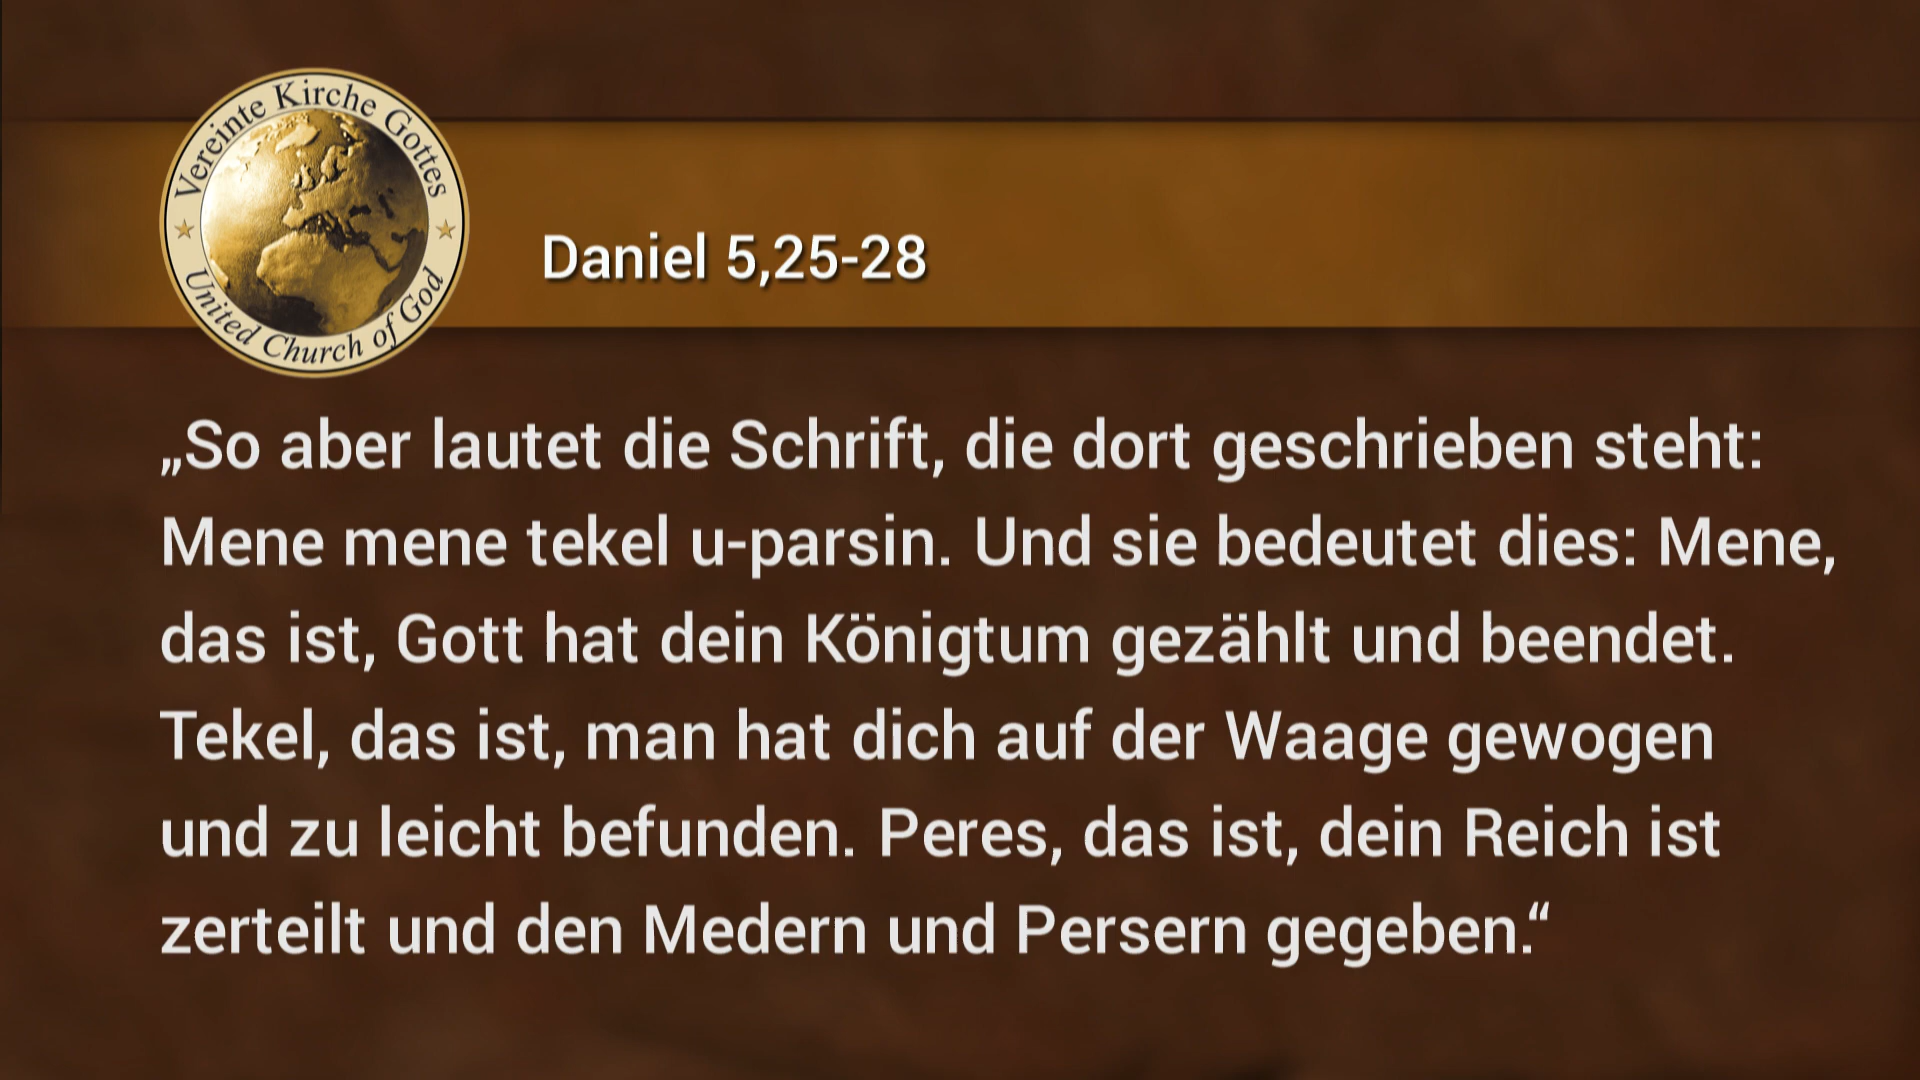 Vereinte Kirche Gottes
United Church of God
Daniel 5,25-28
„So aber lautet die Schrift, die dort geschrieben steht:
Mene mene tekel u-parsin. Und sie bedeutet dies: Mene,
das ist, Gott hat dein Königtum gezählt und beendet.
Tekel, das ist, man hat dich auf der Waage gewogen
und zu leicht befunden. Peres, das ist, dein Reich ist
zerteilt und den Medern und Persern gegeben.“